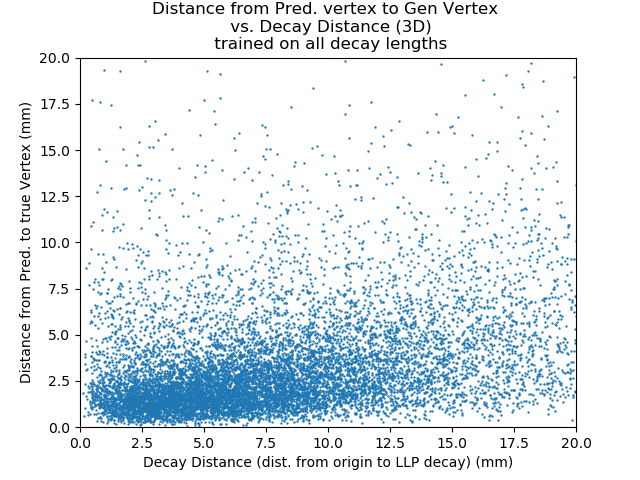 Distance from Pred. vertex to Gen Vertex
vs. Decay Distance (3D)
trained on all decay lengths
20.0
17.5
15.0
12.5
10.0
7.5
5.0
2.5
0.0
Distance from Pred. to true Vertex (mm)
0.0 2.5 5.0 7.5 10.0 12.5 15.0 17.5 20.0
Decay Distance (dist. from origin to LLP decay) (mm)